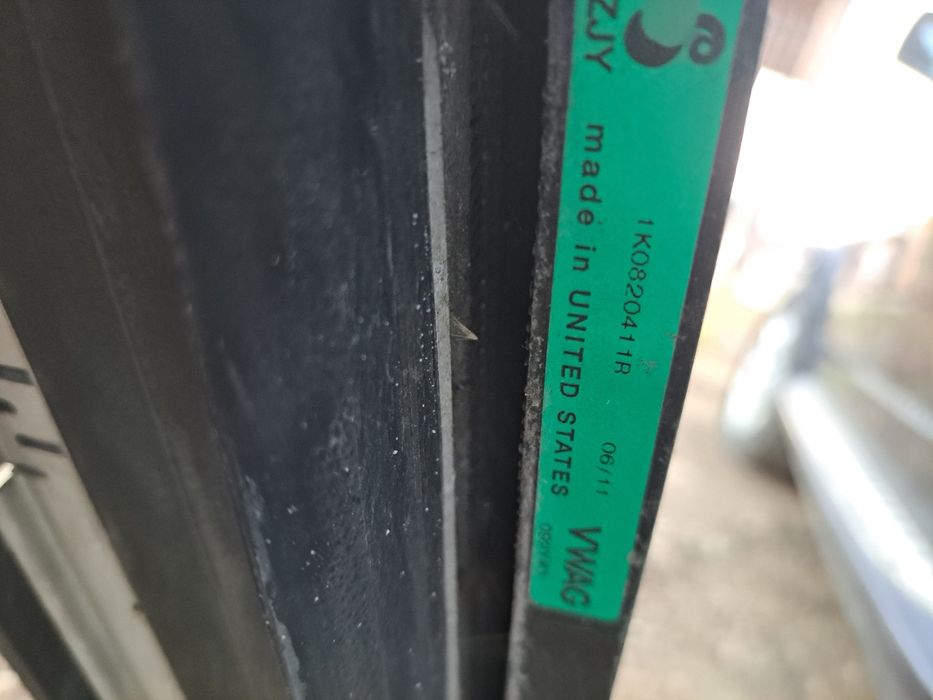 ZJY
made in UNITED STATES
1K0820411R
06/11
VWAG